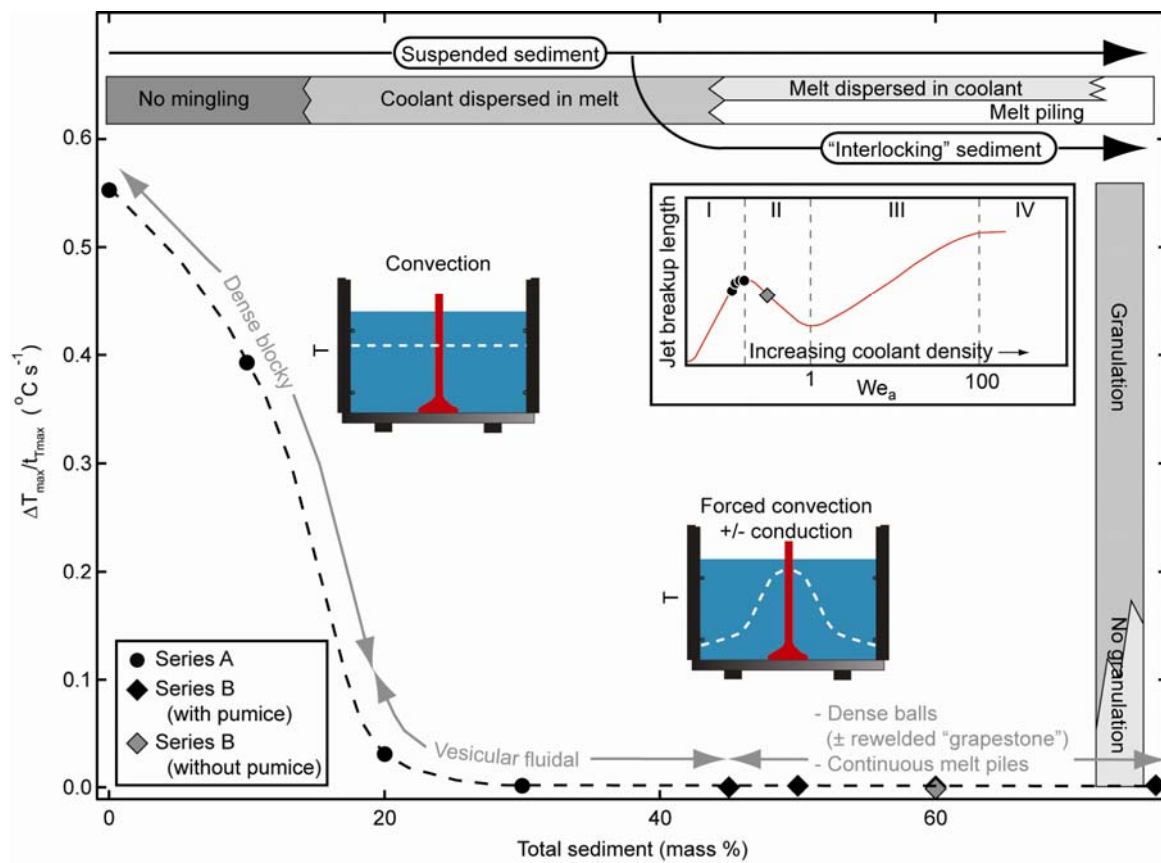 Suspended sediment
No mingling
Coolant dispersed in melt
Melt dispersed in coolant
Melt piling
"Interlocking" sediment
0.6
0.5
0.4
0.3
0.2
0.1
0.0
ΔTmax/tTmax (°C s-1)
Dense blocky
Convection
T
Jet breakup length
I II III IV
Increasing coolant density
1 100
Wea
Granulation
No granulation
Forced convection
+/- conduction
T
Series A
Series B
(with pumice)
Series B
(without pumice)
Vesicular fluidal
- Dense balls
(± rewelded "grapestone")
- Continuous melt piles
0 20 40 60
Total sediment (mass %)